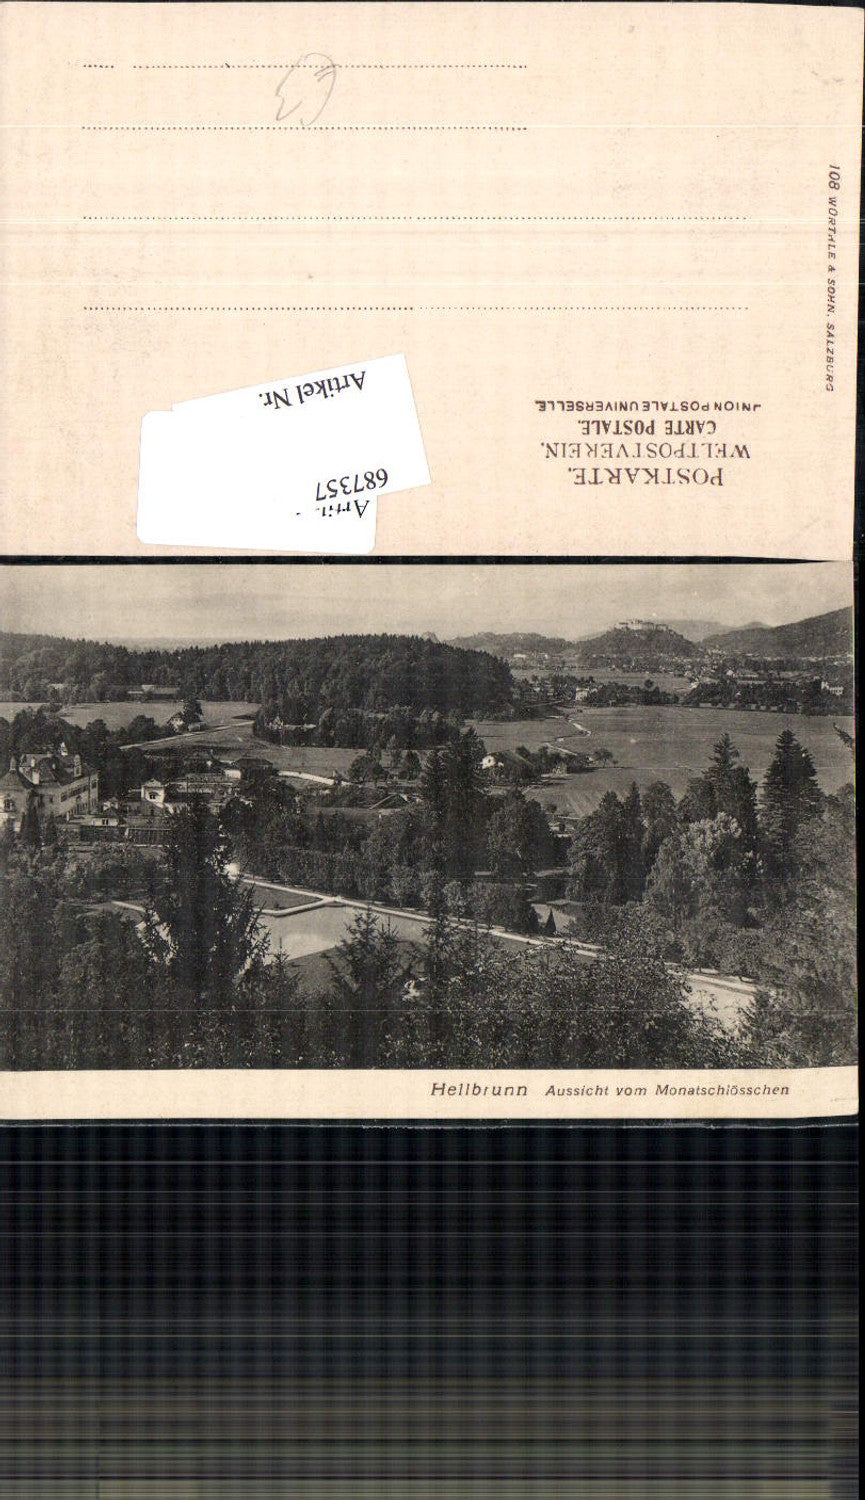 POSTKARTE.
WELTPOSTVEREIN.
CARTE POSTALE.
UNION POSTALE UNIVERSELLE.
108 WÜRTHLE & SOHN, SALZBURG
Artikel Nr.
687357
Hellbrunn Aussicht vom Monatschlösschen